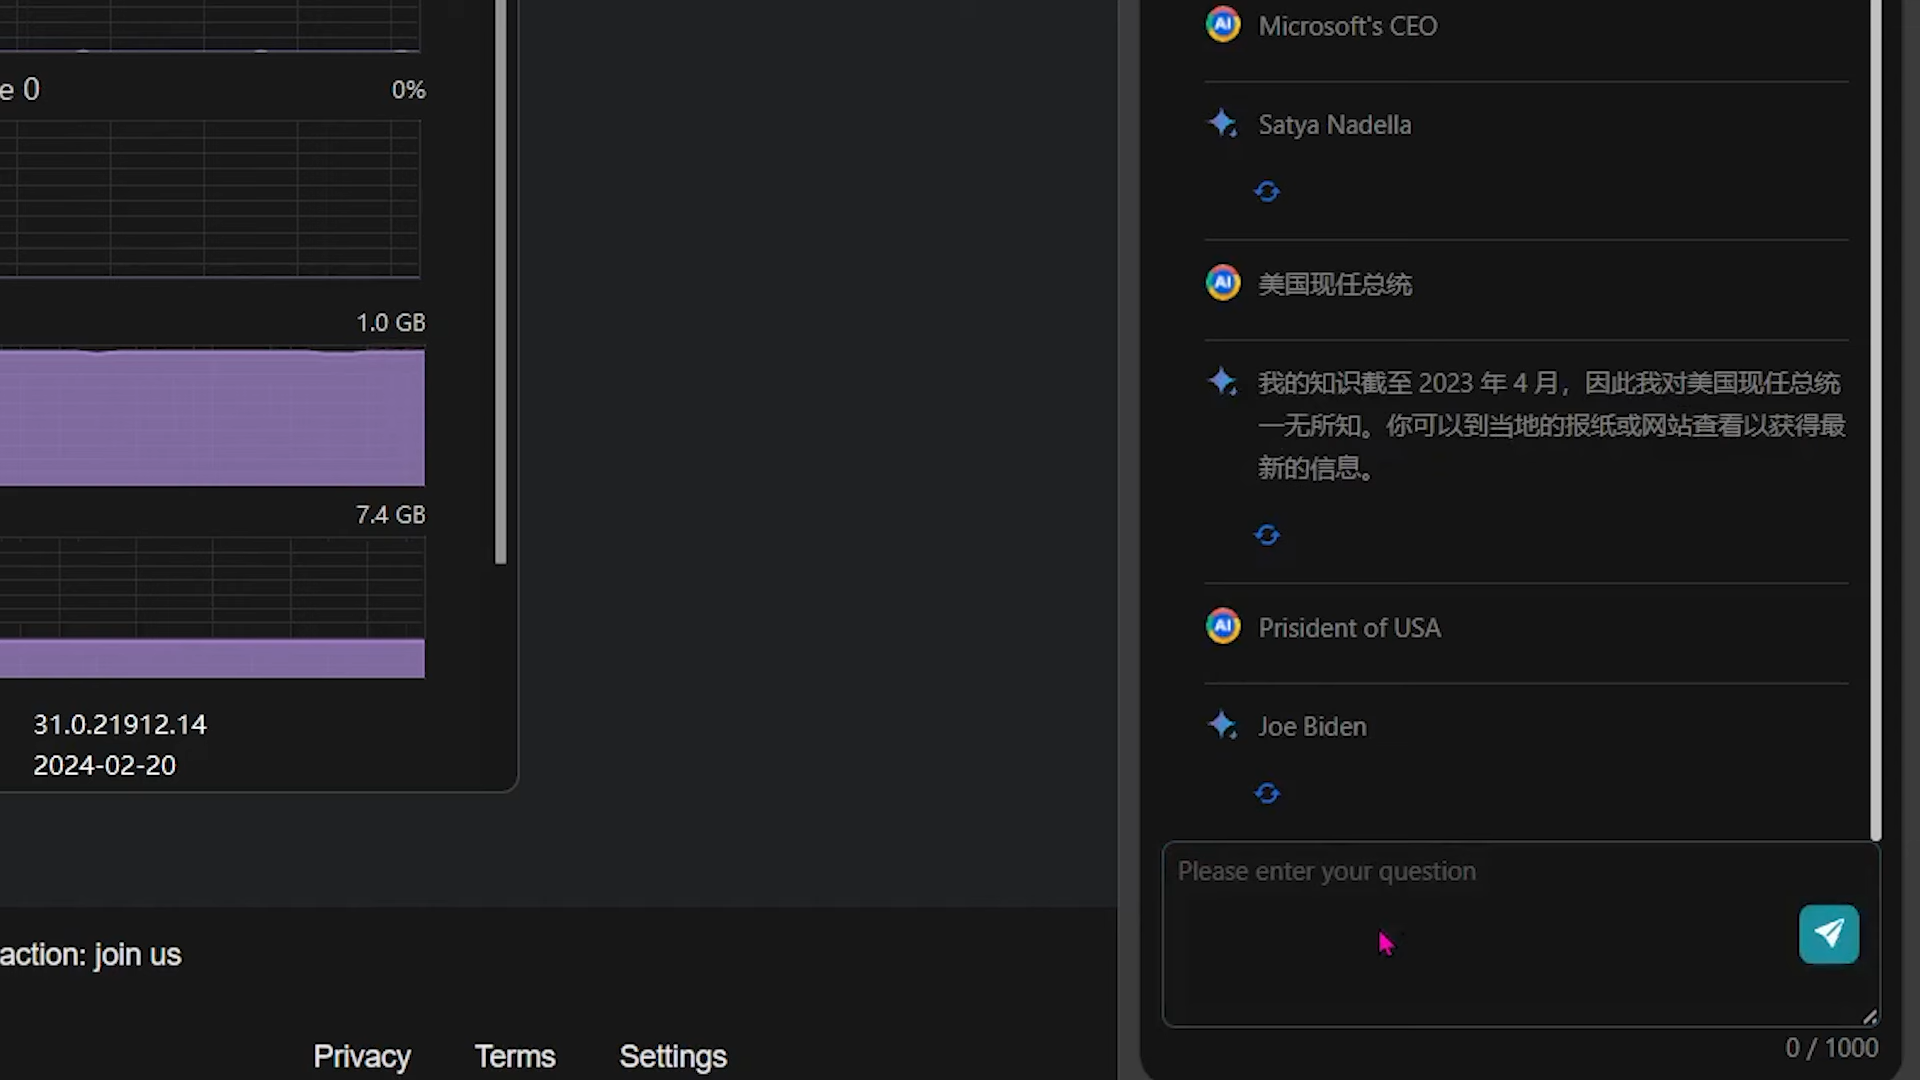 e 0
0%
1.0 GB
7.4 GB
31.0.21912.14
2024-02-20
action: join us
Privacy Terms Settings
AI Microsoft's CEO
Satya Nadella
AI 美国现任总统
我的知识截至 2023 年 4 月，因此我对美国现任总统
一无所知。你可以到当地的报纸或网站查看以获得最
新的信息。
AI Prisident of USA
Joe Biden
Please enter your question
0 / 1000